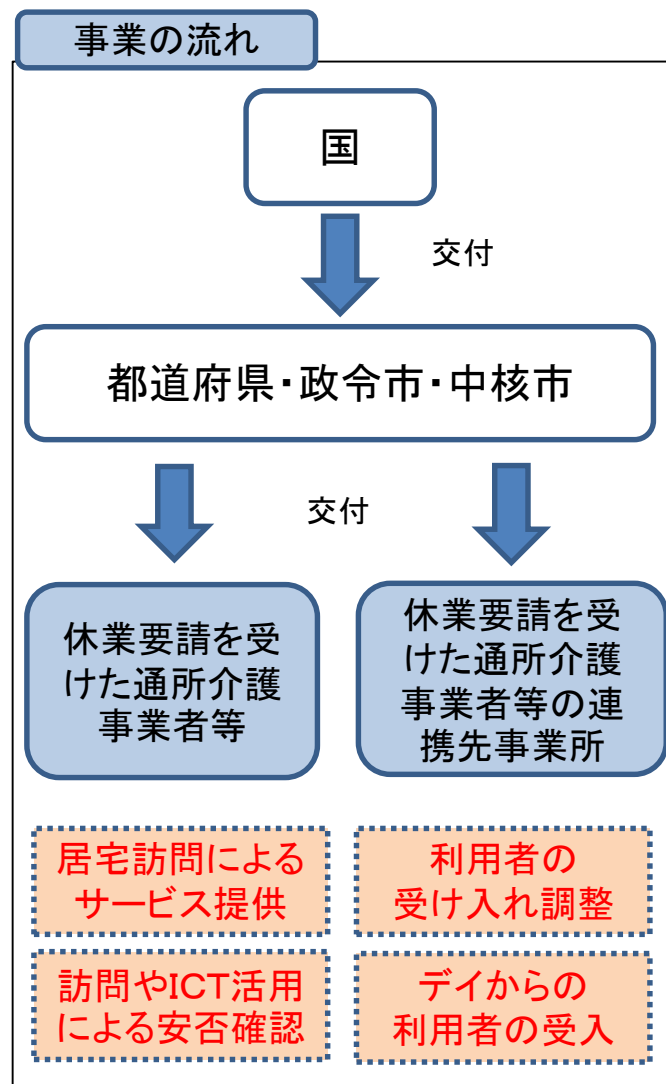 事業の流れ
国
交付
都道府県・政令市・中核市
交付
休業要請を受
けた通所介護
事業者等
休業要請を受
けた通所介護
事業者等の連
携先事業所
居宅訪問による
サービス提供
利用者の
受け入れ調整
訪問やICT活用
による安否確認
デイからの
利用者の受入